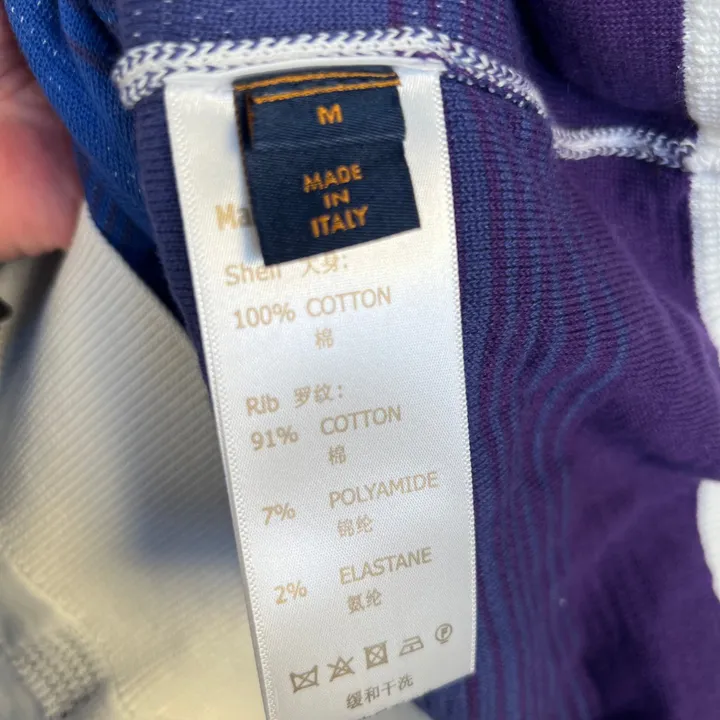 M
MADE
IN
ITALY
Shell 大身:
100% COTTON
棉
Rib 罗纹:
91% COTTON
棉
7% POLYAMIDE
锦纶
2% ELASTANE
氨纶
P
缓和干洗